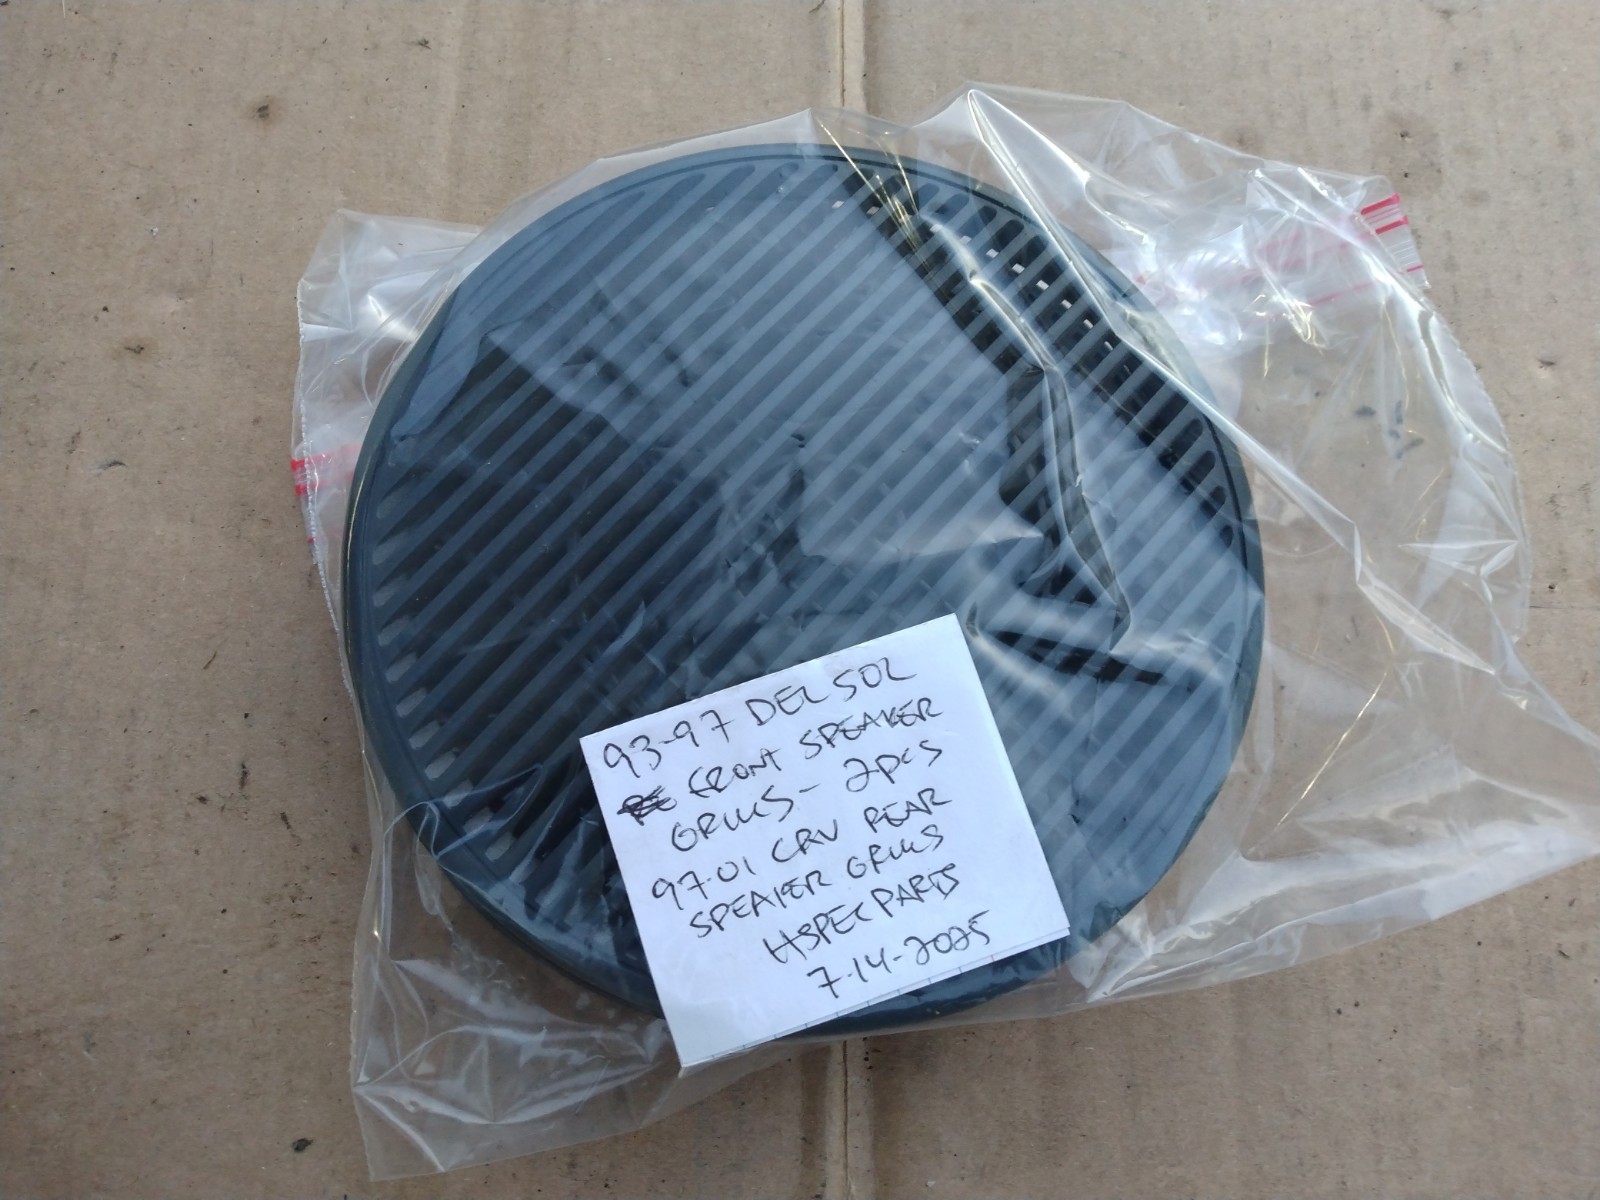 93-97 DEL SOL
FRONT SPEAKER
GRILLS- 2pcs
97-01 CRV REAR
SPEAKER GRILLS
HSPEC PARTS
7-14-2025